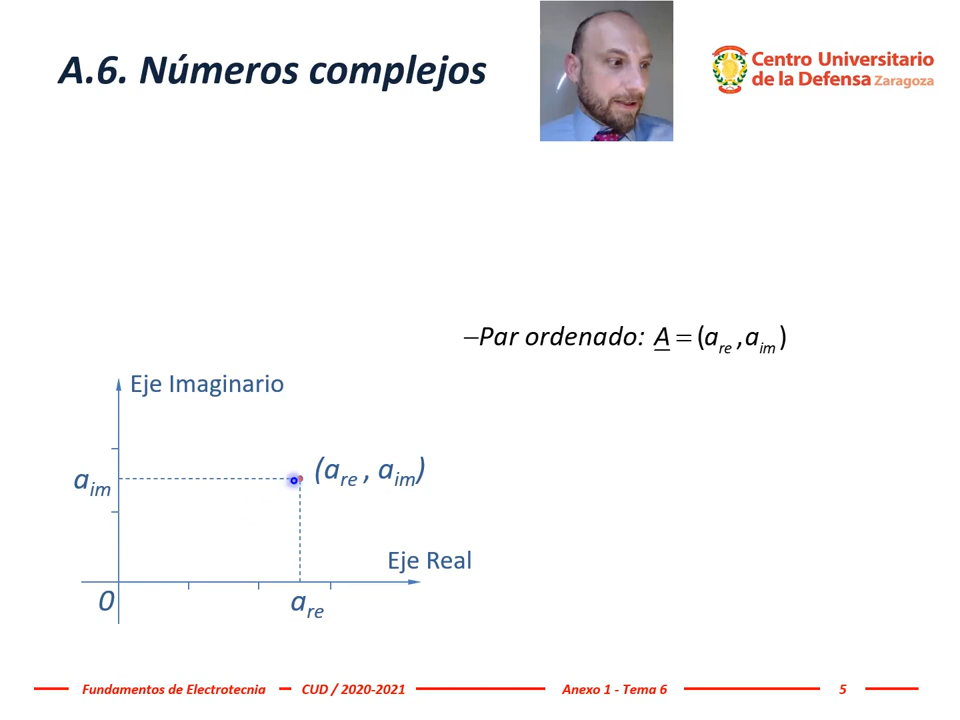 A.6. Números complejos
Centro Universitario
de la Defensa Zaragoza
–Par ordenado: A = (a_re , a_im)
Eje Imaginario
a_im
(a_re , a_im)
Eje Real
0
a_re
Fundamentos de Electrotecnia
CUD / 2020-2021
Anexo 1 - Tema 6
5